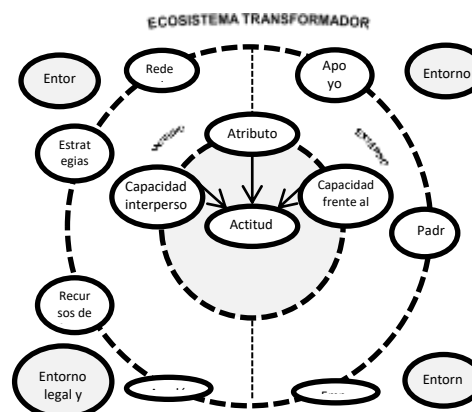 ECOSISTEMA TRANSFORMADOR
Entor
Rede
Apo
yo
Entorno
Estrat
egias
Atributo
Capacidad
interperso
Capacidad
frente al
Actitud
Padr
Recur
sos de
Entorno
legal y
Entorn